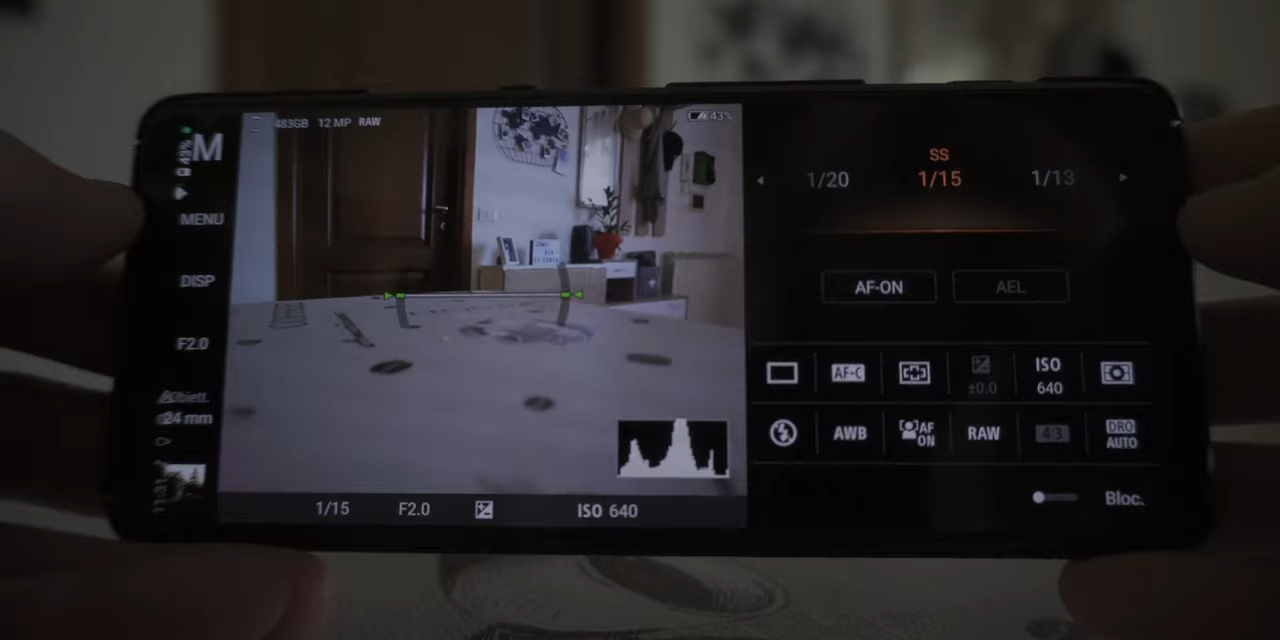 M
43%
MENU
DISP
F2.0
24 mm
483GB 12 MP RAW
43%
1/15 F2.0 ISO 640
SS
1/20 1/15 1/13
AF-ON AEL
AF-C ±0.0 ISO 640
AWB AF ON RAW 4:3 DRO AUTO
Bloc.